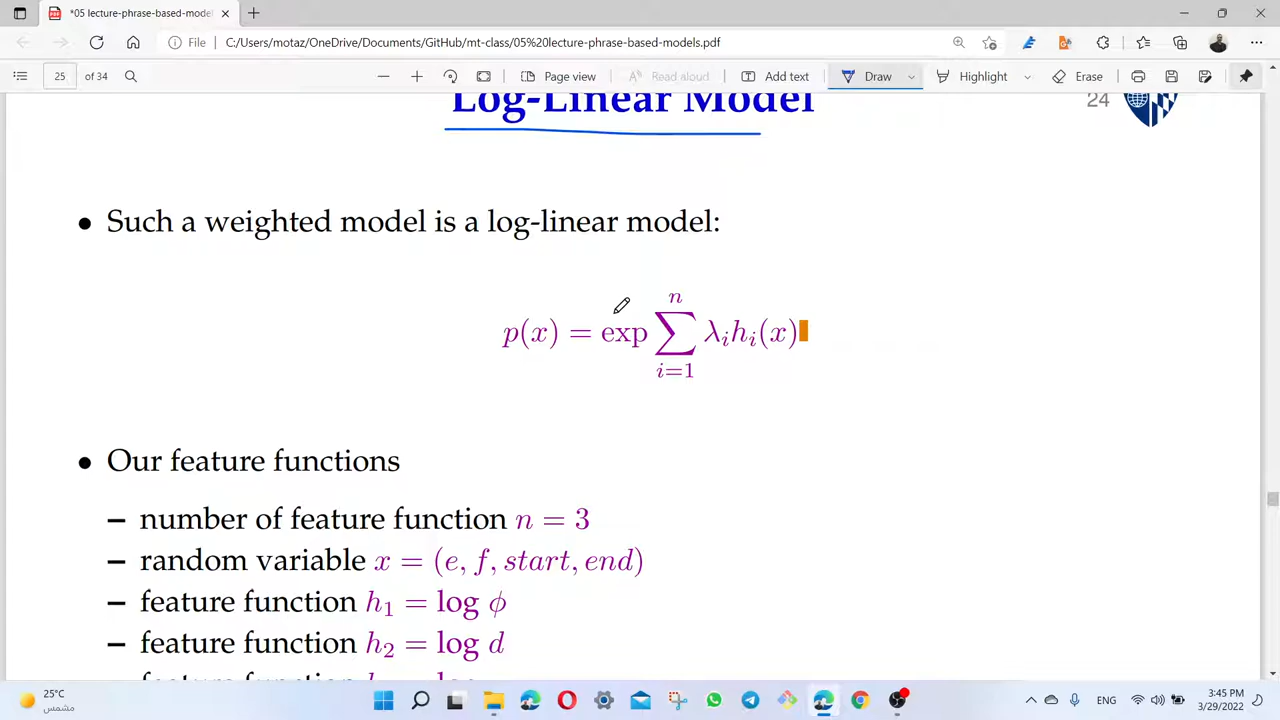 *05 lecture-phrase-based-model
File C:/Users/motaz/OneDrive/Documents/GitHub/mt-class/05%20lecture-phrase-based-models.pdf
25 of 34 Page view Read aloud Add text Draw Highlight Erase
Log-Linear Model 24
• Such a weighted model is a log-linear model:
p(x) = exp ∑_{i=1}^{n} λ_i h_i(x)
• Our feature functions
– number of feature function n = 3
– random variable x = (e, f, start, end)
– feature function h₁ = log ϕ
– feature function h₂ = log d
25°C
مشمس
ENG
3:45 PM
3/29/2022